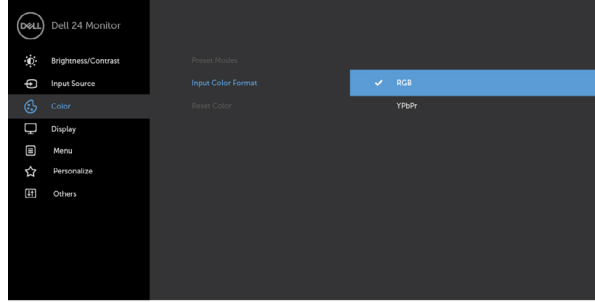 DELL Dell 24 Monitor
Brightness/Contrast Preset Modes
Input Source Input Color Format RGB
Color Reset Color YPbPr
Display
Menu
Personalize
Others